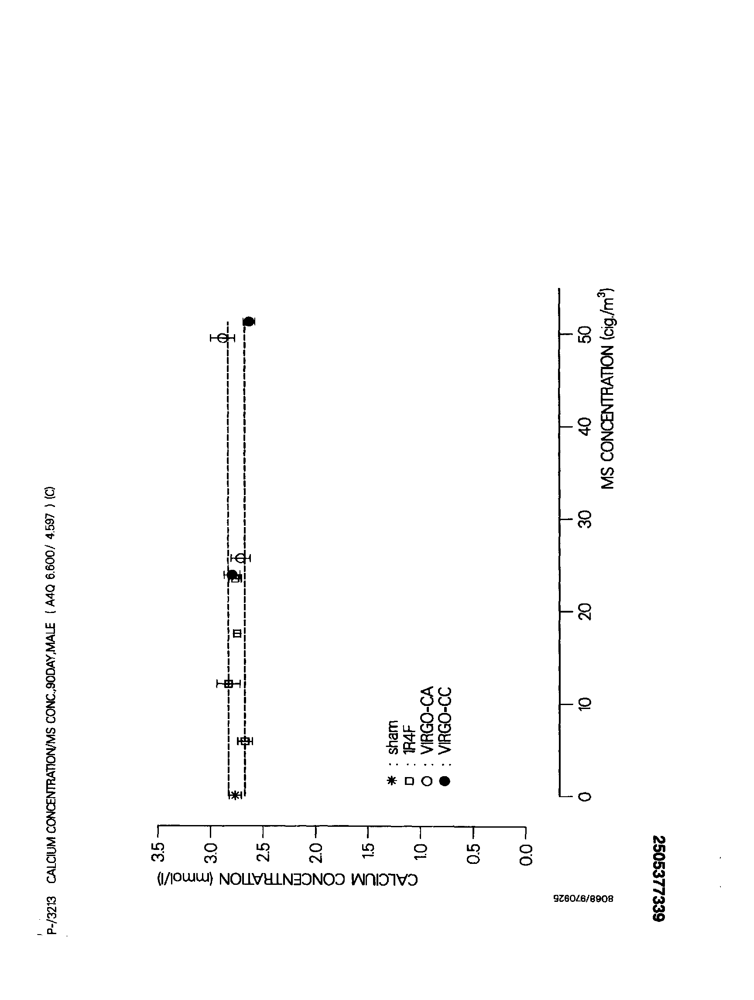 P-/3213 CALCIUM CONCENTRATION/MS CONC.,90DAY,MALE ( A4Q 6.600/ 4.597 ) (C)
CALCIUM CONCENTRATION (mmol/l)
3.5
3.0
2.5
2.0
1.5
1.0
0.5
0.0
* : sham
□ : 1R4F
○ : VIRGO-CA
● : VIRGO-CC
0 10 20 30 40 50
MS CONCENTRATION (cig./m³)
8068/970925
2505377339